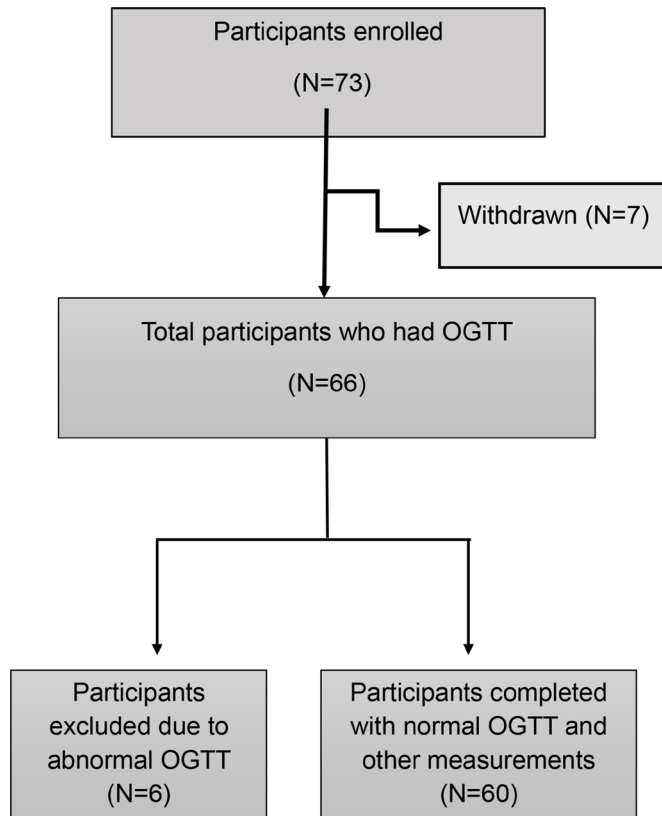 Participants enrolled
(N=73)
Withdrawn (N=7)
Total participants who had OGTT
(N=66)
Participants
excluded due to
abnormal OGTT
(N=6)
Participants completed
with normal OGTT and
other measurements
(N=60)